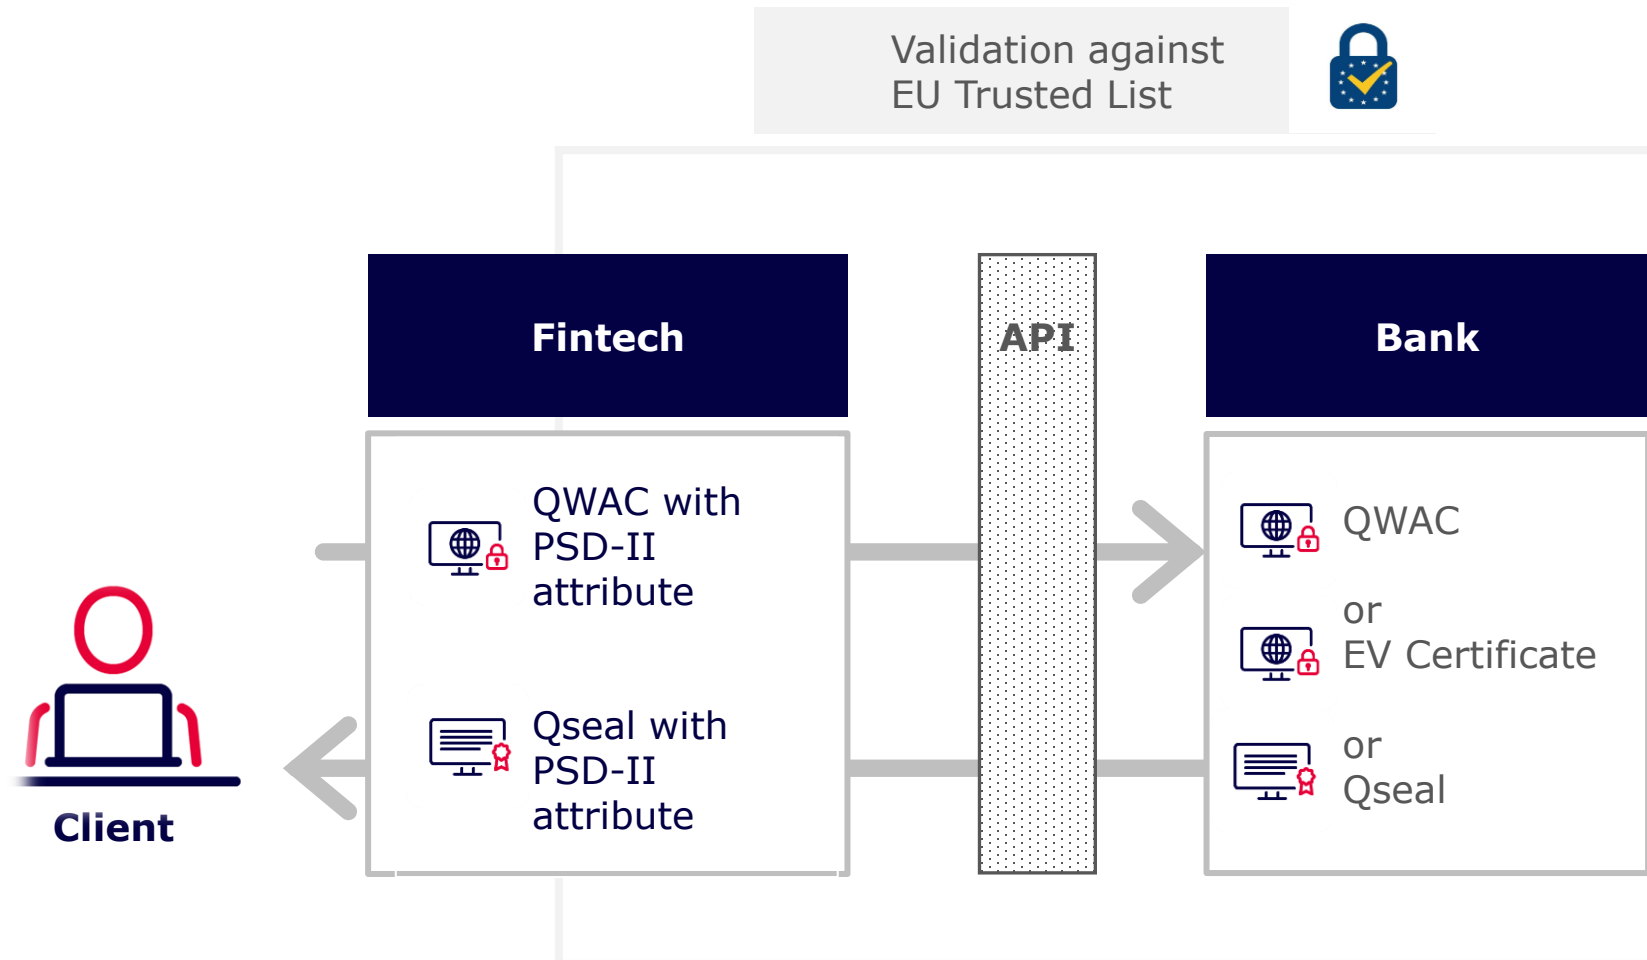 Validation against
EU Trusted List
Fintech
API
Bank
QWAC with
PSD-II
attribute
Qseal with
PSD-II
attribute
QWAC
or
EV Certificate
or
Qseal
Client